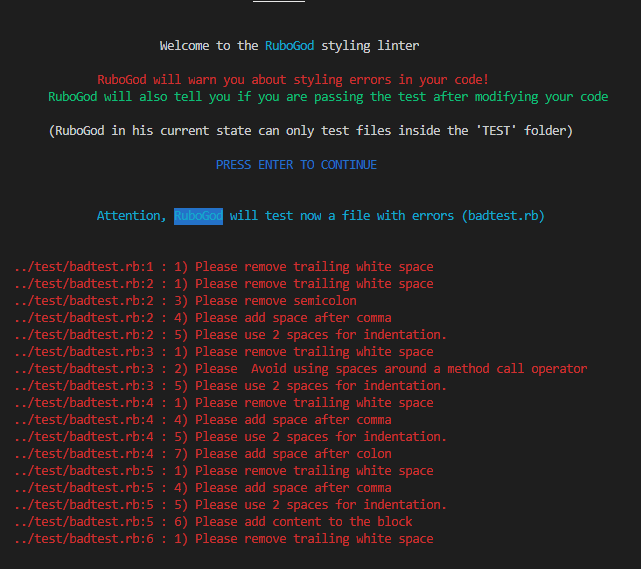 Welcome to the RuboGod styling linter
RuboGod will warn you about styling errors in your code!
RuboGod will also tell you if you are passing the test after modifying your code
(RuboGod in his current state can only test files inside the 'TEST' folder)
PRESS ENTER TO CONTINUE
Attention, RuboGod will test now a file with errors (badtest.rb)
../test/badtest.rb:1 : 1) Please remove trailing white space
../test/badtest.rb:2 : 1) Please remove trailing white space
../test/badtest.rb:2 : 3) Please remove semicolon
../test/badtest.rb:2 : 4) Please add space after comma
../test/badtest.rb:2 : 5) Please use 2 spaces for indentation.
../test/badtest.rb:3 : 1) Please remove trailing white space
../test/badtest.rb:3 : 2) Please  Avoid using spaces around a method call operator
../test/badtest.rb:3 : 5) Please use 2 spaces for indentation.
../test/badtest.rb:4 : 1) Please remove trailing white space
../test/badtest.rb:4 : 4) Please add space after comma
../test/badtest.rb:4 : 5) Please use 2 spaces for indentation.
../test/badtest.rb:4 : 7) Please add space after colon
../test/badtest.rb:5 : 1) Please remove trailing white space
../test/badtest.rb:5 : 4) Please add space after comma
../test/badtest.rb:5 : 5) Please use 2 spaces for indentation.
../test/badtest.rb:5 : 6) Please add content to the block
../test/badtest.rb:6 : 1) Please remove trailing white space